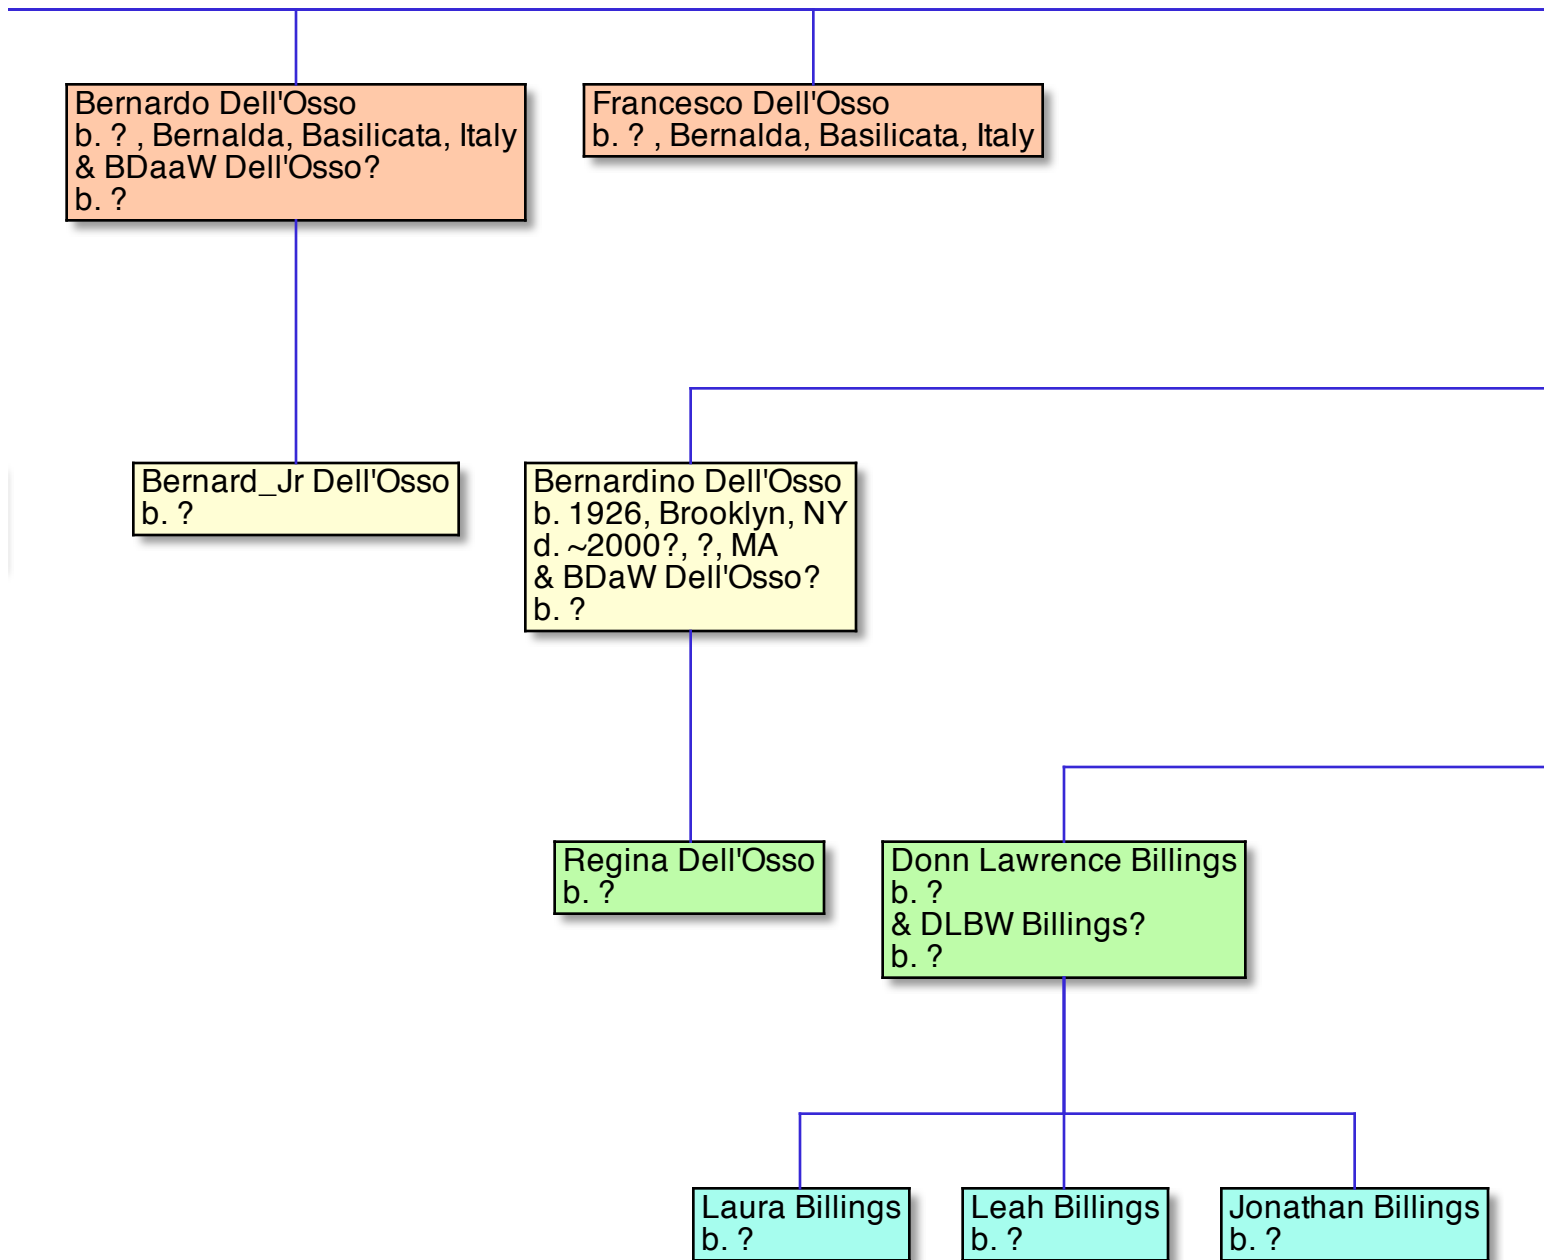 Bernardo Dell'Osso
b. ? , Bernalda, Basilicata, Italy
& BDaaW Dell'Osso?
b. ?
Francesco Dell'Osso
b. ? , Bernalda, Basilicata, Italy
Bernard_Jr Dell'Osso
b. ?
Bernardino Dell'Osso
b. 1926, Brooklyn, NY
d. ~2000?, ?, MA
& BDaW Dell'Osso?
b. ?
Regina Dell'Osso
b. ?
Donn Lawrence Billings
b. ?
& DLBW Billings?
b. ?
Laura Billings
b. ?
Leah Billings
b. ?
Jonathan Billings
b. ?